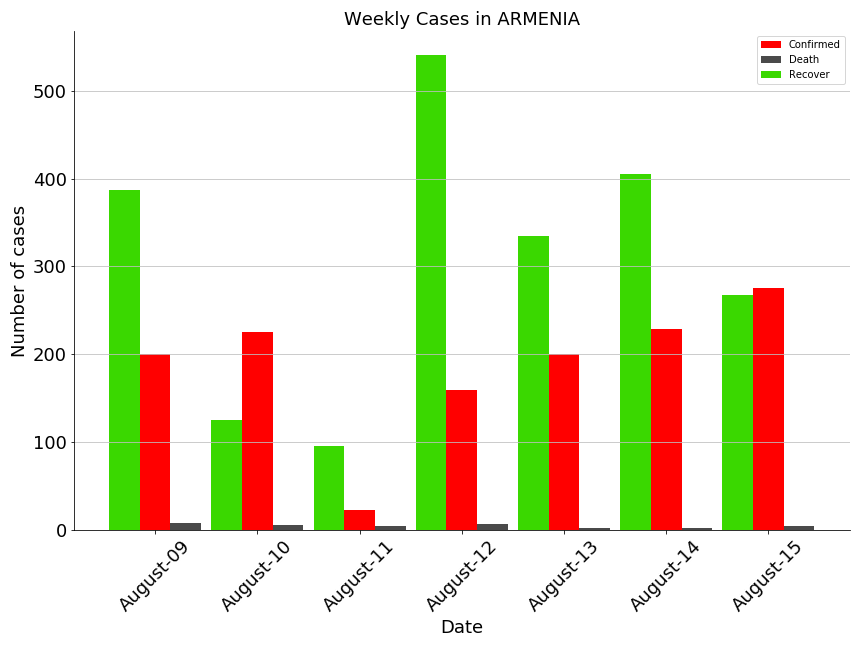 Weekly Cases in ARMENIA
Confirmed
Death
Recover
Number of cases
500
400
300
200
100
0
August-09
August-10
August-11
August-12
August-13
August-14
August-15
Date